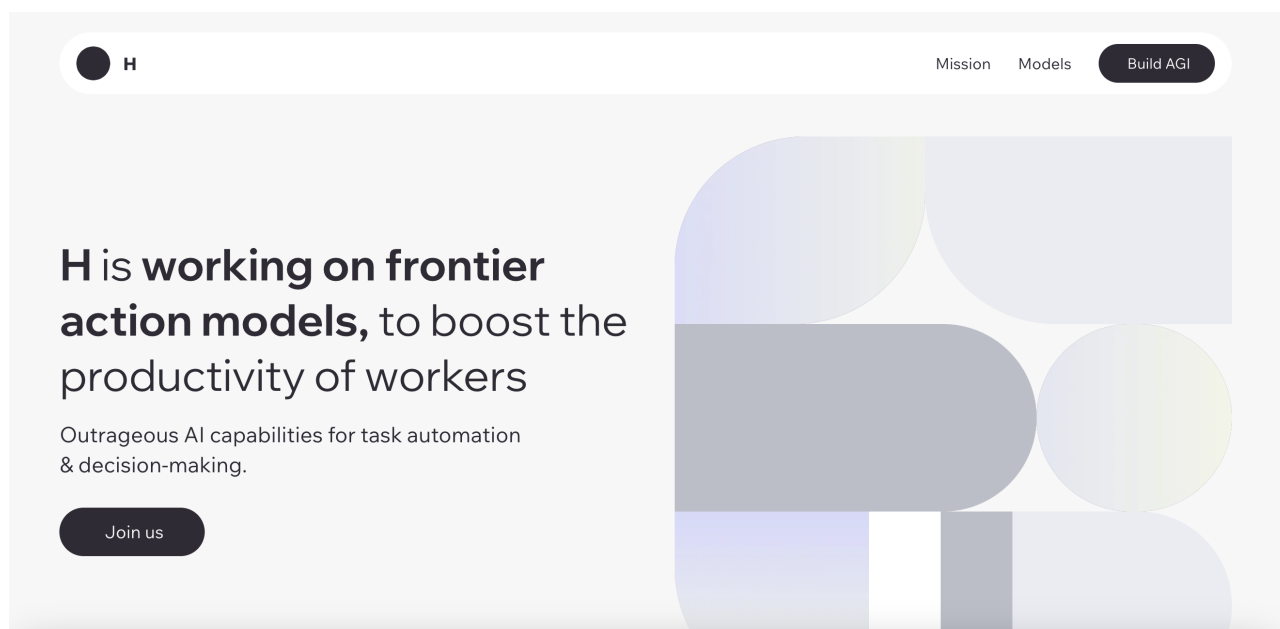 H
Mission Models Build AGI
H is working on frontier
action models, to boost the
productivity of workers
Outrageous AI capabilities for task automation
& decision-making.
Join us